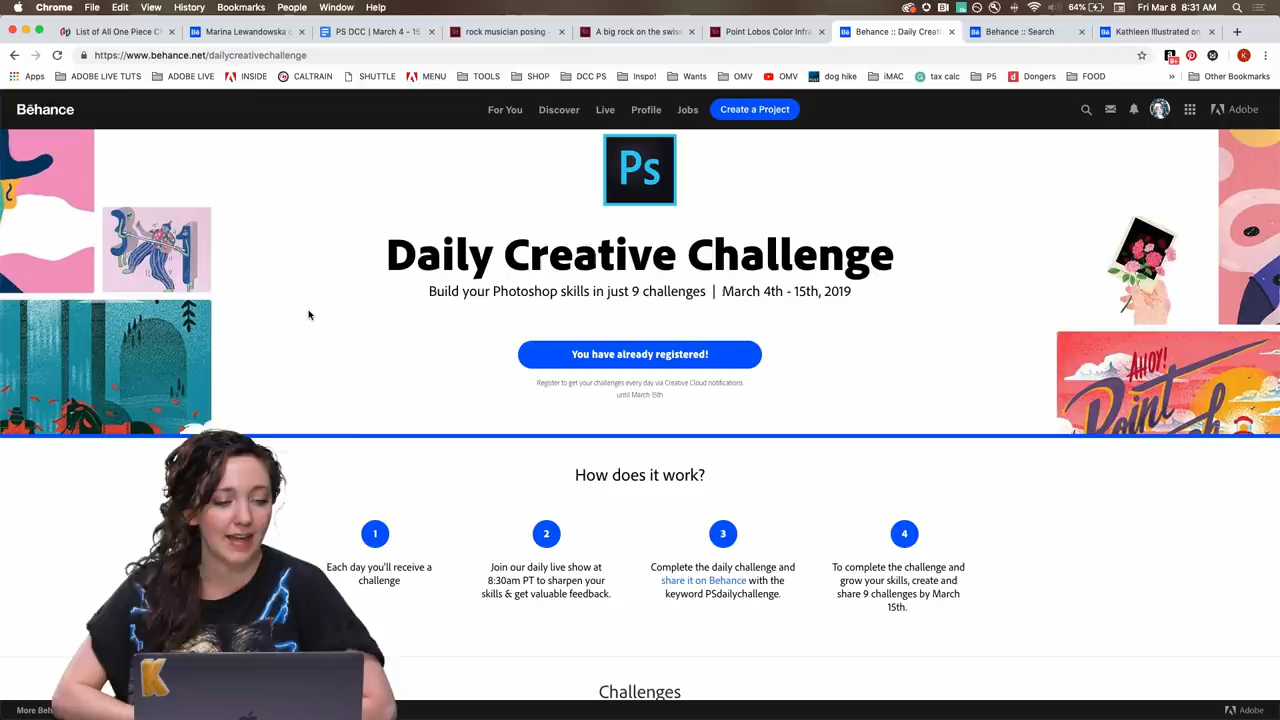 Chrome File Edit View History Bookmarks People Window Help
64% Fri Mar 8 8:31 AM
List of All One Piece C
Marina Lewandowska
PS DCC | March 4 - 15
rock musician posing -
A big rock on the swis
Point Lobos Color Infra
Behance :: Daily Creati
Behance :: Search
Kathleen Illustrated on
https://www.behance.net/dailycreativechallenge
K
Apps ADOBE LIVE TUTS ADOBE LIVE INSIDE CALTRAIN SHUTTLE MENU TOOLS SHOP DCC PS Inspo! Wants OMV OMV dog hike iMAC tax calc P5 Dongers FOOD » Other Bookmarks
Bēhance For You Discover Live Profile Jobs Create a Project Adobe
Ps
Daily Creative Challenge
Build your Photoshop skills in just 9 challenges | March 4th - 15th, 2019
You have already registered!
Register to get your challenges every day via Creative Cloud notifications
until March 15th
AHOY!
Point
How does it work?
1
Each day you'll receive a
challenge
2
Join our daily live show at
8:30am PT to sharpen your
skills & get valuable feedback.
3
Complete the daily challenge and
share it on Behance with the
keyword PSdailychallenge.
4
To complete the challenge and
grow your skills, create and
share 9 challenges by March
15th.
K
Challenges
More Beh
Adobe